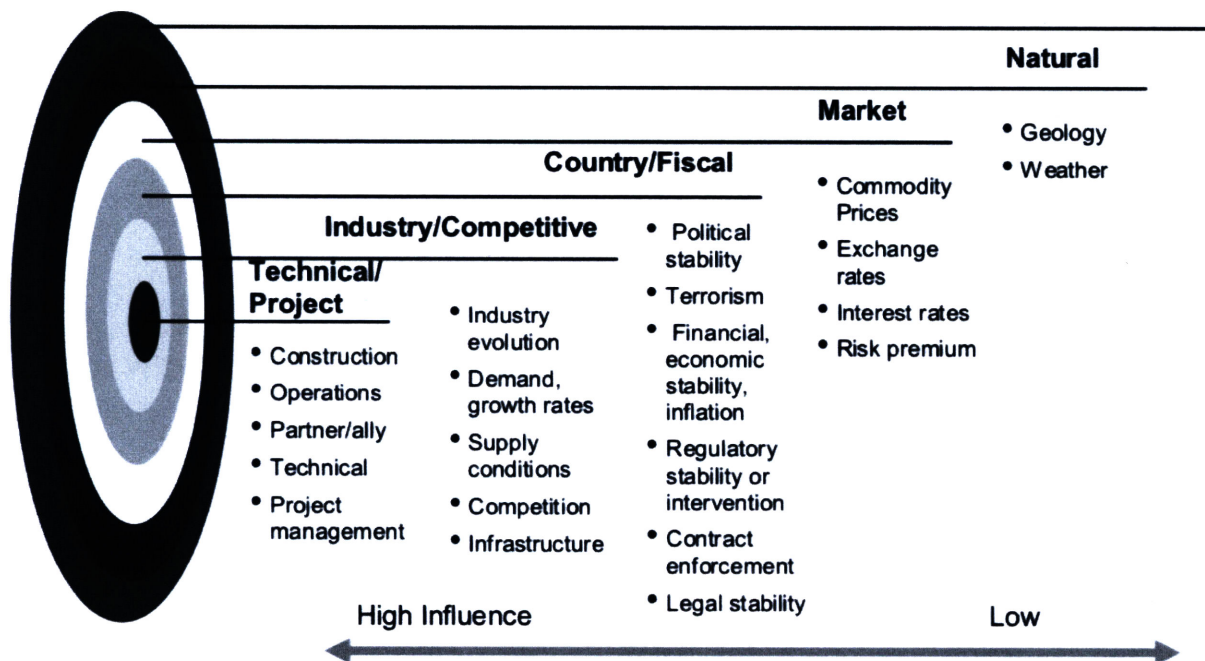 Natural
• Geology
• Weather
Market
• Commodity
Prices
• Exchange
rates
• Interest rates
• Risk premium
Country/Fiscal
• Political
stability
• Terrorism
• Financial,
economic
stability,
inflation
• Regulatory
stability or
intervention
• Contract
enforcement
• Legal stability
Industry/Competitive
• Industry
evolution
• Demand,
growth rates
• Supply
conditions
• Competition
• Infrastructure
Technical/
Project
• Construction
• Operations
• Partner/ally
• Technical
• Project
management
High Influence
Low